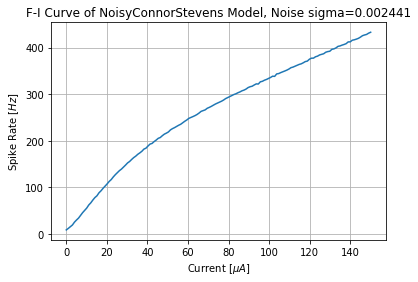 F-I Curve of NoisyConnorStevens Model, Noise sigma=0.002441
400
300
200
100
0
Spike Rate [Hz]
0 20 40 60 80 100 120 140
Current [μA]